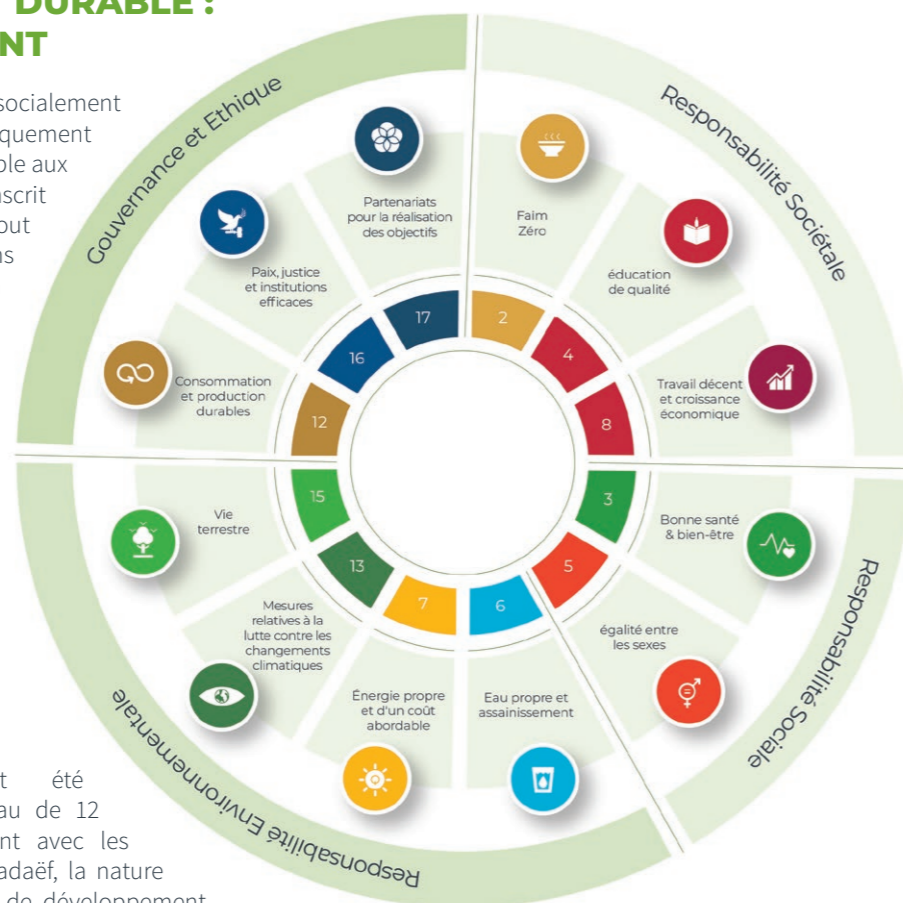 DURABLE :
NT
socialement
quement
ble aux
nscrit
out
ns
Gouvernance et Ethique
Responsabilité Sociétale
Responsabilité Sociale
Responsabilité Environnementale
Partenariats
pour la réalisation
des objectifs
Faim
Zéro
éducation
de qualité
Travail décent
et croissance
économique
Bonne santé
& bien-être
égalité entre
les sexes
Eau propre et
assainissement
Énergie propre
et d'un coût
abordable
Mesures
relatives à la
lutte contre les
changements
climatiques
Vie
terrestre
Consommation
et production
durables
Paix, justice
et institutions
efficaces
17
2
4
8
3
5
6
7
13
15
12
16
t été
au de 12
nt avec les
adaëf, la nature
de développement